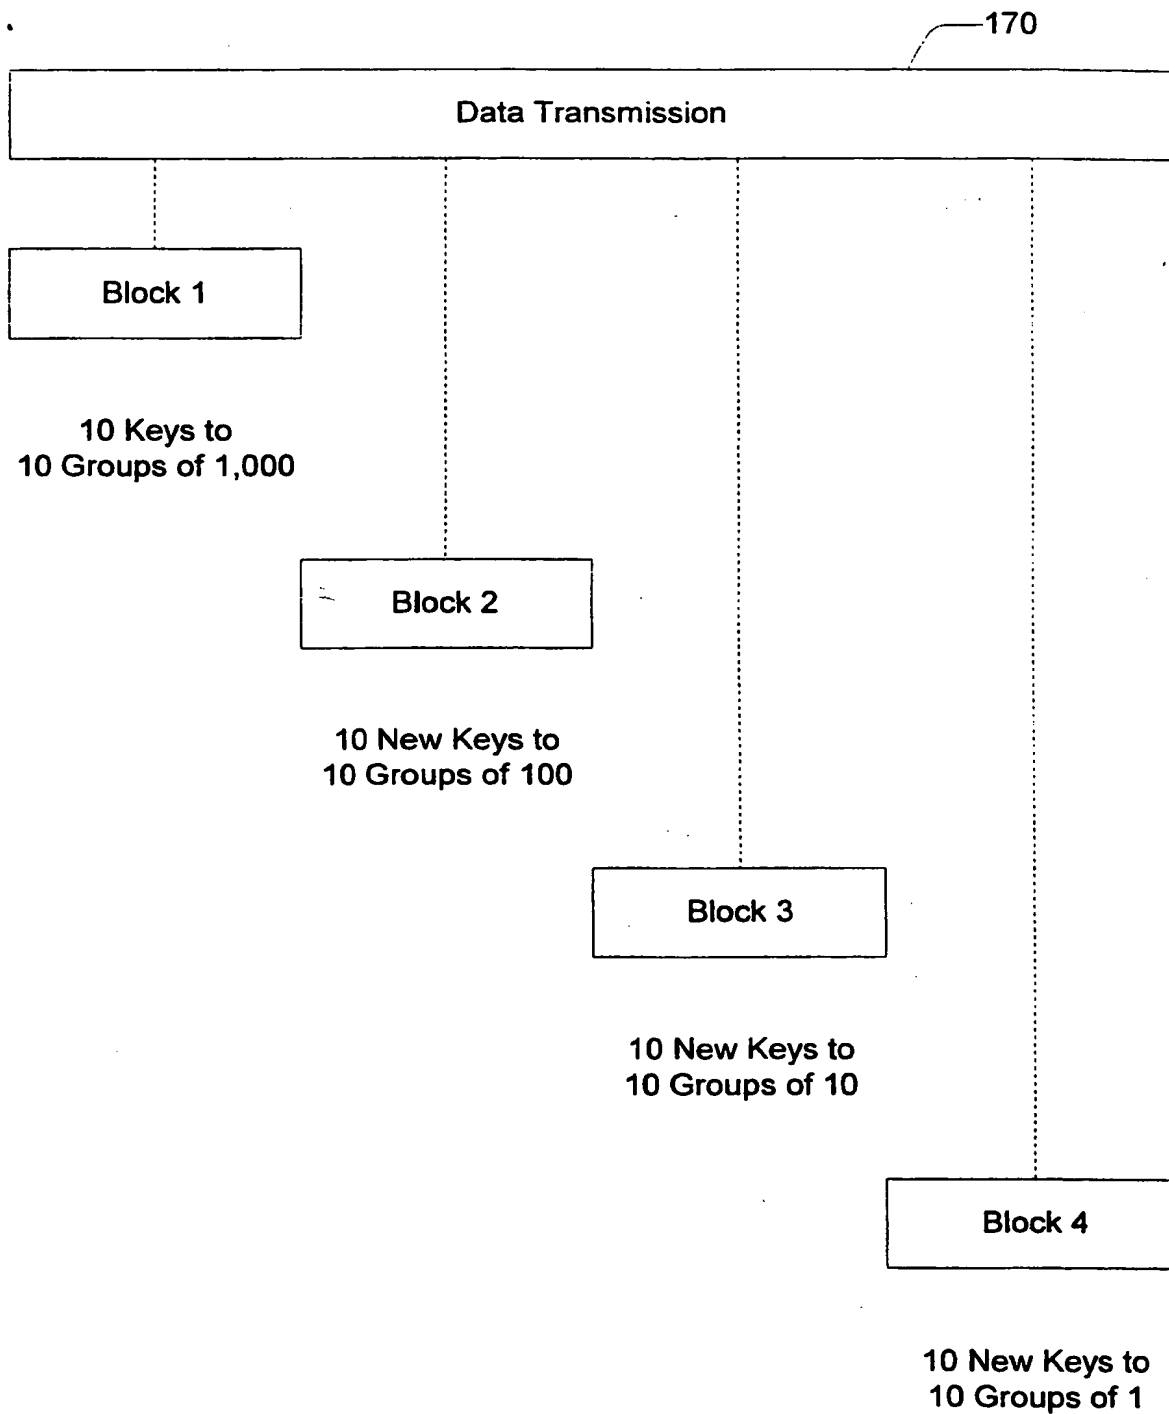 170
Data Transmission
Block 1
10 Keys to
10 Groups of 1,000
Block 2
10 New Keys to
10 Groups of 100
Block 3
10 New Keys to
10 Groups of 10
Block 4
10 New Keys to
10 Groups of 1